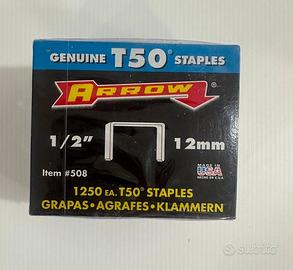 GENUINE T50® STAPLES
ARROW®
1/2” 12mm
MADE IN
USA
Item #508
1250 EA. T50® STAPLES
GRAPAS•AGRAFES•KLAMMERN
subito